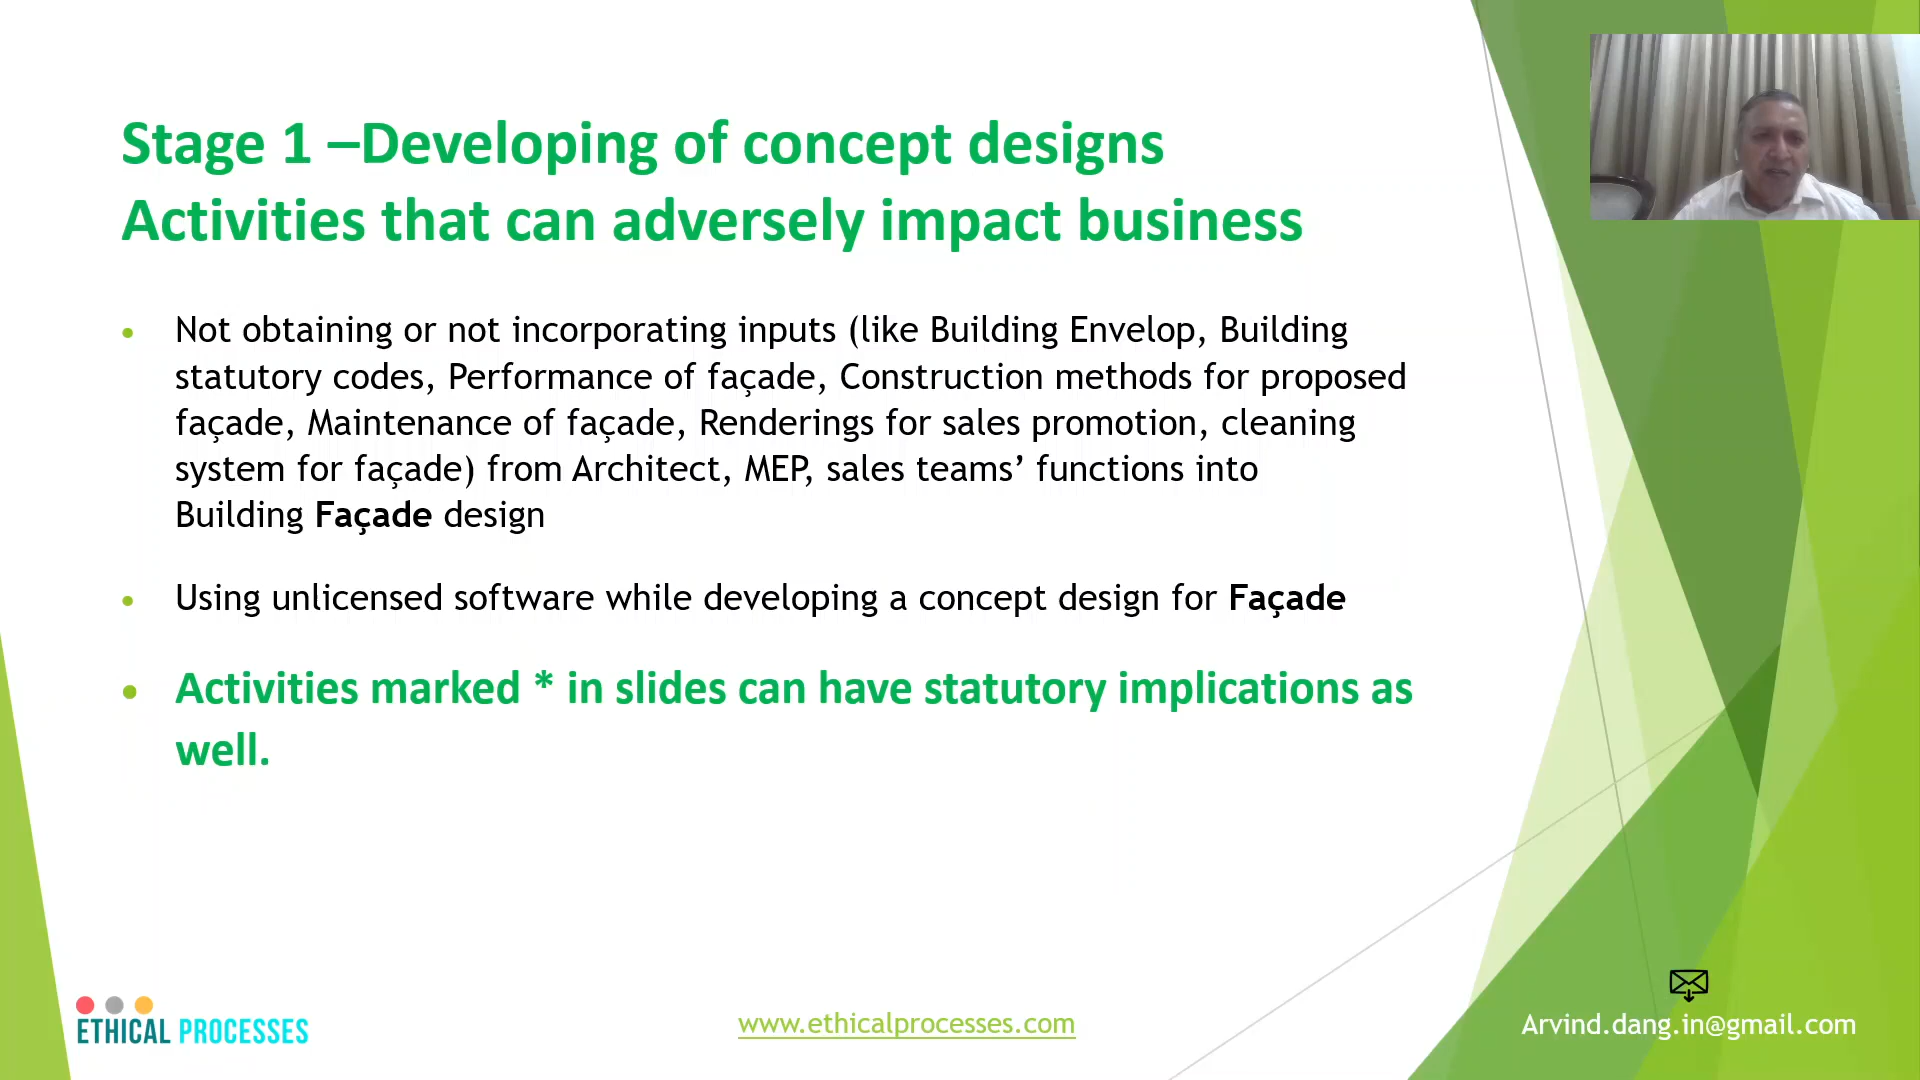 Stage 1 –Developing of concept designs
Activities that can adversely impact business
• Not obtaining or not incorporating inputs (like Building Envelop, Building
statutory codes, Performance of façade, Construction methods for proposed
façade, Maintenance of façade, Renderings for sales promotion, cleaning
system for façade) from Architect, MEP, sales teams’ functions into
Building Façade design
• Using unlicensed software while developing a concept design for Façade
• Activities marked * in slides can have statutory implications as
well.
ETHICAL PROCESSES
www.ethicalprocesses.com
Arvind.dang.in@gmail.com